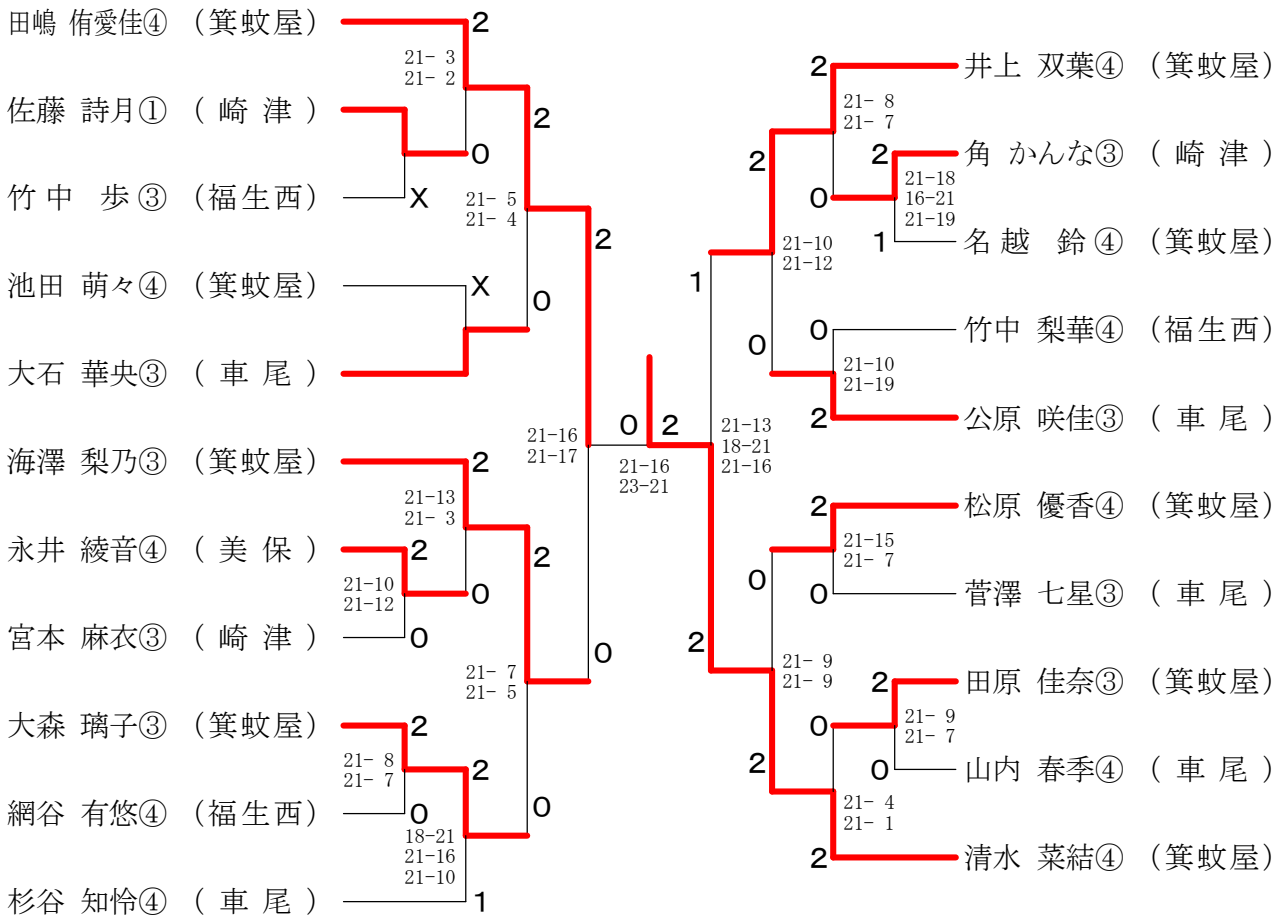 田嶋 侑愛佳④ (箕蚊屋) 2
21- 3
21- 2
佐藤 詩月① ( 崎 津 ) 0
竹 中 歩 ③ (福生西) X
2
21- 5
21- 4
池田 萌々④ (箕蚊屋) X
0
大石 華央③ ( 車 尾 )
2
21-16
21-17
海澤 梨乃③ (箕蚊屋) 2
21-13
21- 3
永井 綾音④ ( 美 保 ) 2
21-10
21-12
0
宮本 麻衣③ ( 崎 津 ) 0
2
21- 7
21- 5
0
大森 璃子③ (箕蚊屋) 2
21- 8
21- 7
2
網谷 有悠④ (福生西) 0
0
18-21
21-16
21-10
杉谷 知怜④ ( 車 尾 ) 1
0 2
21-16
23-21
2 井上 双葉④ (箕蚊屋)
21- 8
21- 7
2
2 角 かんな③ ( 崎 津 )
0
21-18
16-21
21-19
1 名 越 鈴 ④ (箕蚊屋)
21-10
21-12
1
0 竹中 梨華④ (福生西)
0
21-10
21-19
2 公原 咲佳③ ( 車 尾 )
21-13
18-21
21-16
2 松原 優香④ (箕蚊屋)
21-15
21- 7
0
0 菅澤 七星③ ( 車 尾 )
2
21- 9
21- 9
2 田原 佳奈③ (箕蚊屋)
0
21- 9
21- 7
2
0 山内 春季④ ( 車 尾 )
21- 4
21- 1
2 清水 菜結④ (箕蚊屋)